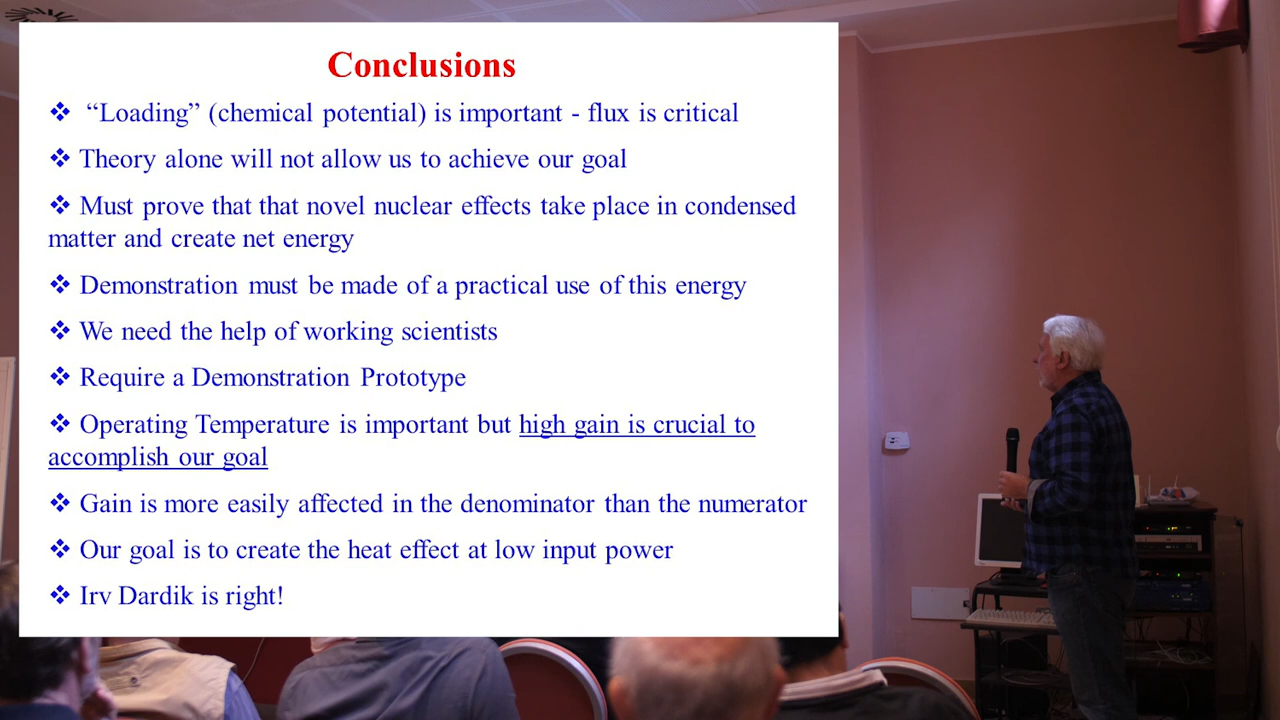 Conclusions
❖ “Loading” (chemical potential) is important - flux is critical
❖ Theory alone will not allow us to achieve our goal
❖ Must prove that that novel nuclear effects take place in condensed
matter and create net energy
❖ Demonstration must be made of a practical use of this energy
❖ We need the help of working scientists
❖ Require a Demonstration Prototype
❖ Operating Temperature is important but high gain is crucial to
accomplish our goal
❖ Gain is more easily affected in the denominator than the numerator
❖ Our goal is to create the heat effect at low input power
❖ Irv Dardik is right!